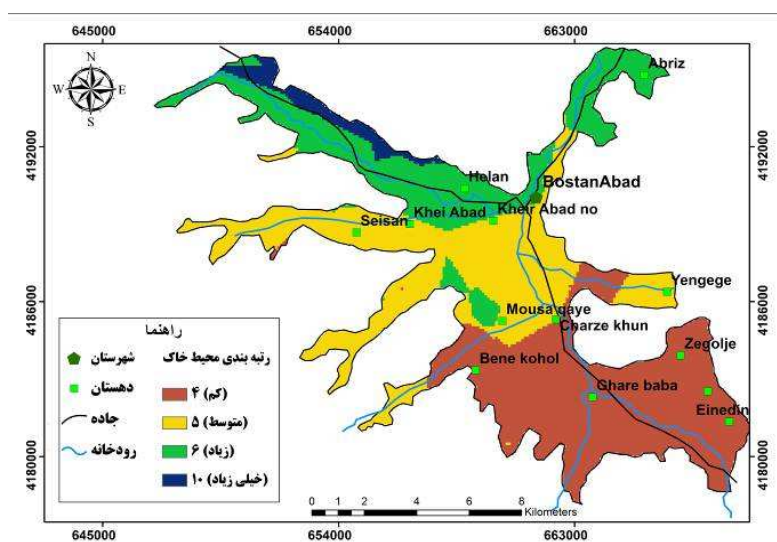 645000 654000 663000
N
W E
S
4192000 4192000
4186000 4186000
4180000 4180000
Abriz
BostanAbad
Helan
Khei Abad
Kheir Abad no
Seisan
Yengege
Mousa qaye
Charze khun
Bene kohol
Zegolje
Ghare baba
Einedin
راهنما
رتبه بندی محیط خاک
شهرستان
دهستان
جاده
رودخانه
۴ (کم)
۵ (متوسط)
۶ (زیاد)
۱۰ (خیلی زیاد)
0 1 2 4 6 8
Kilometers
645000 654000 663000